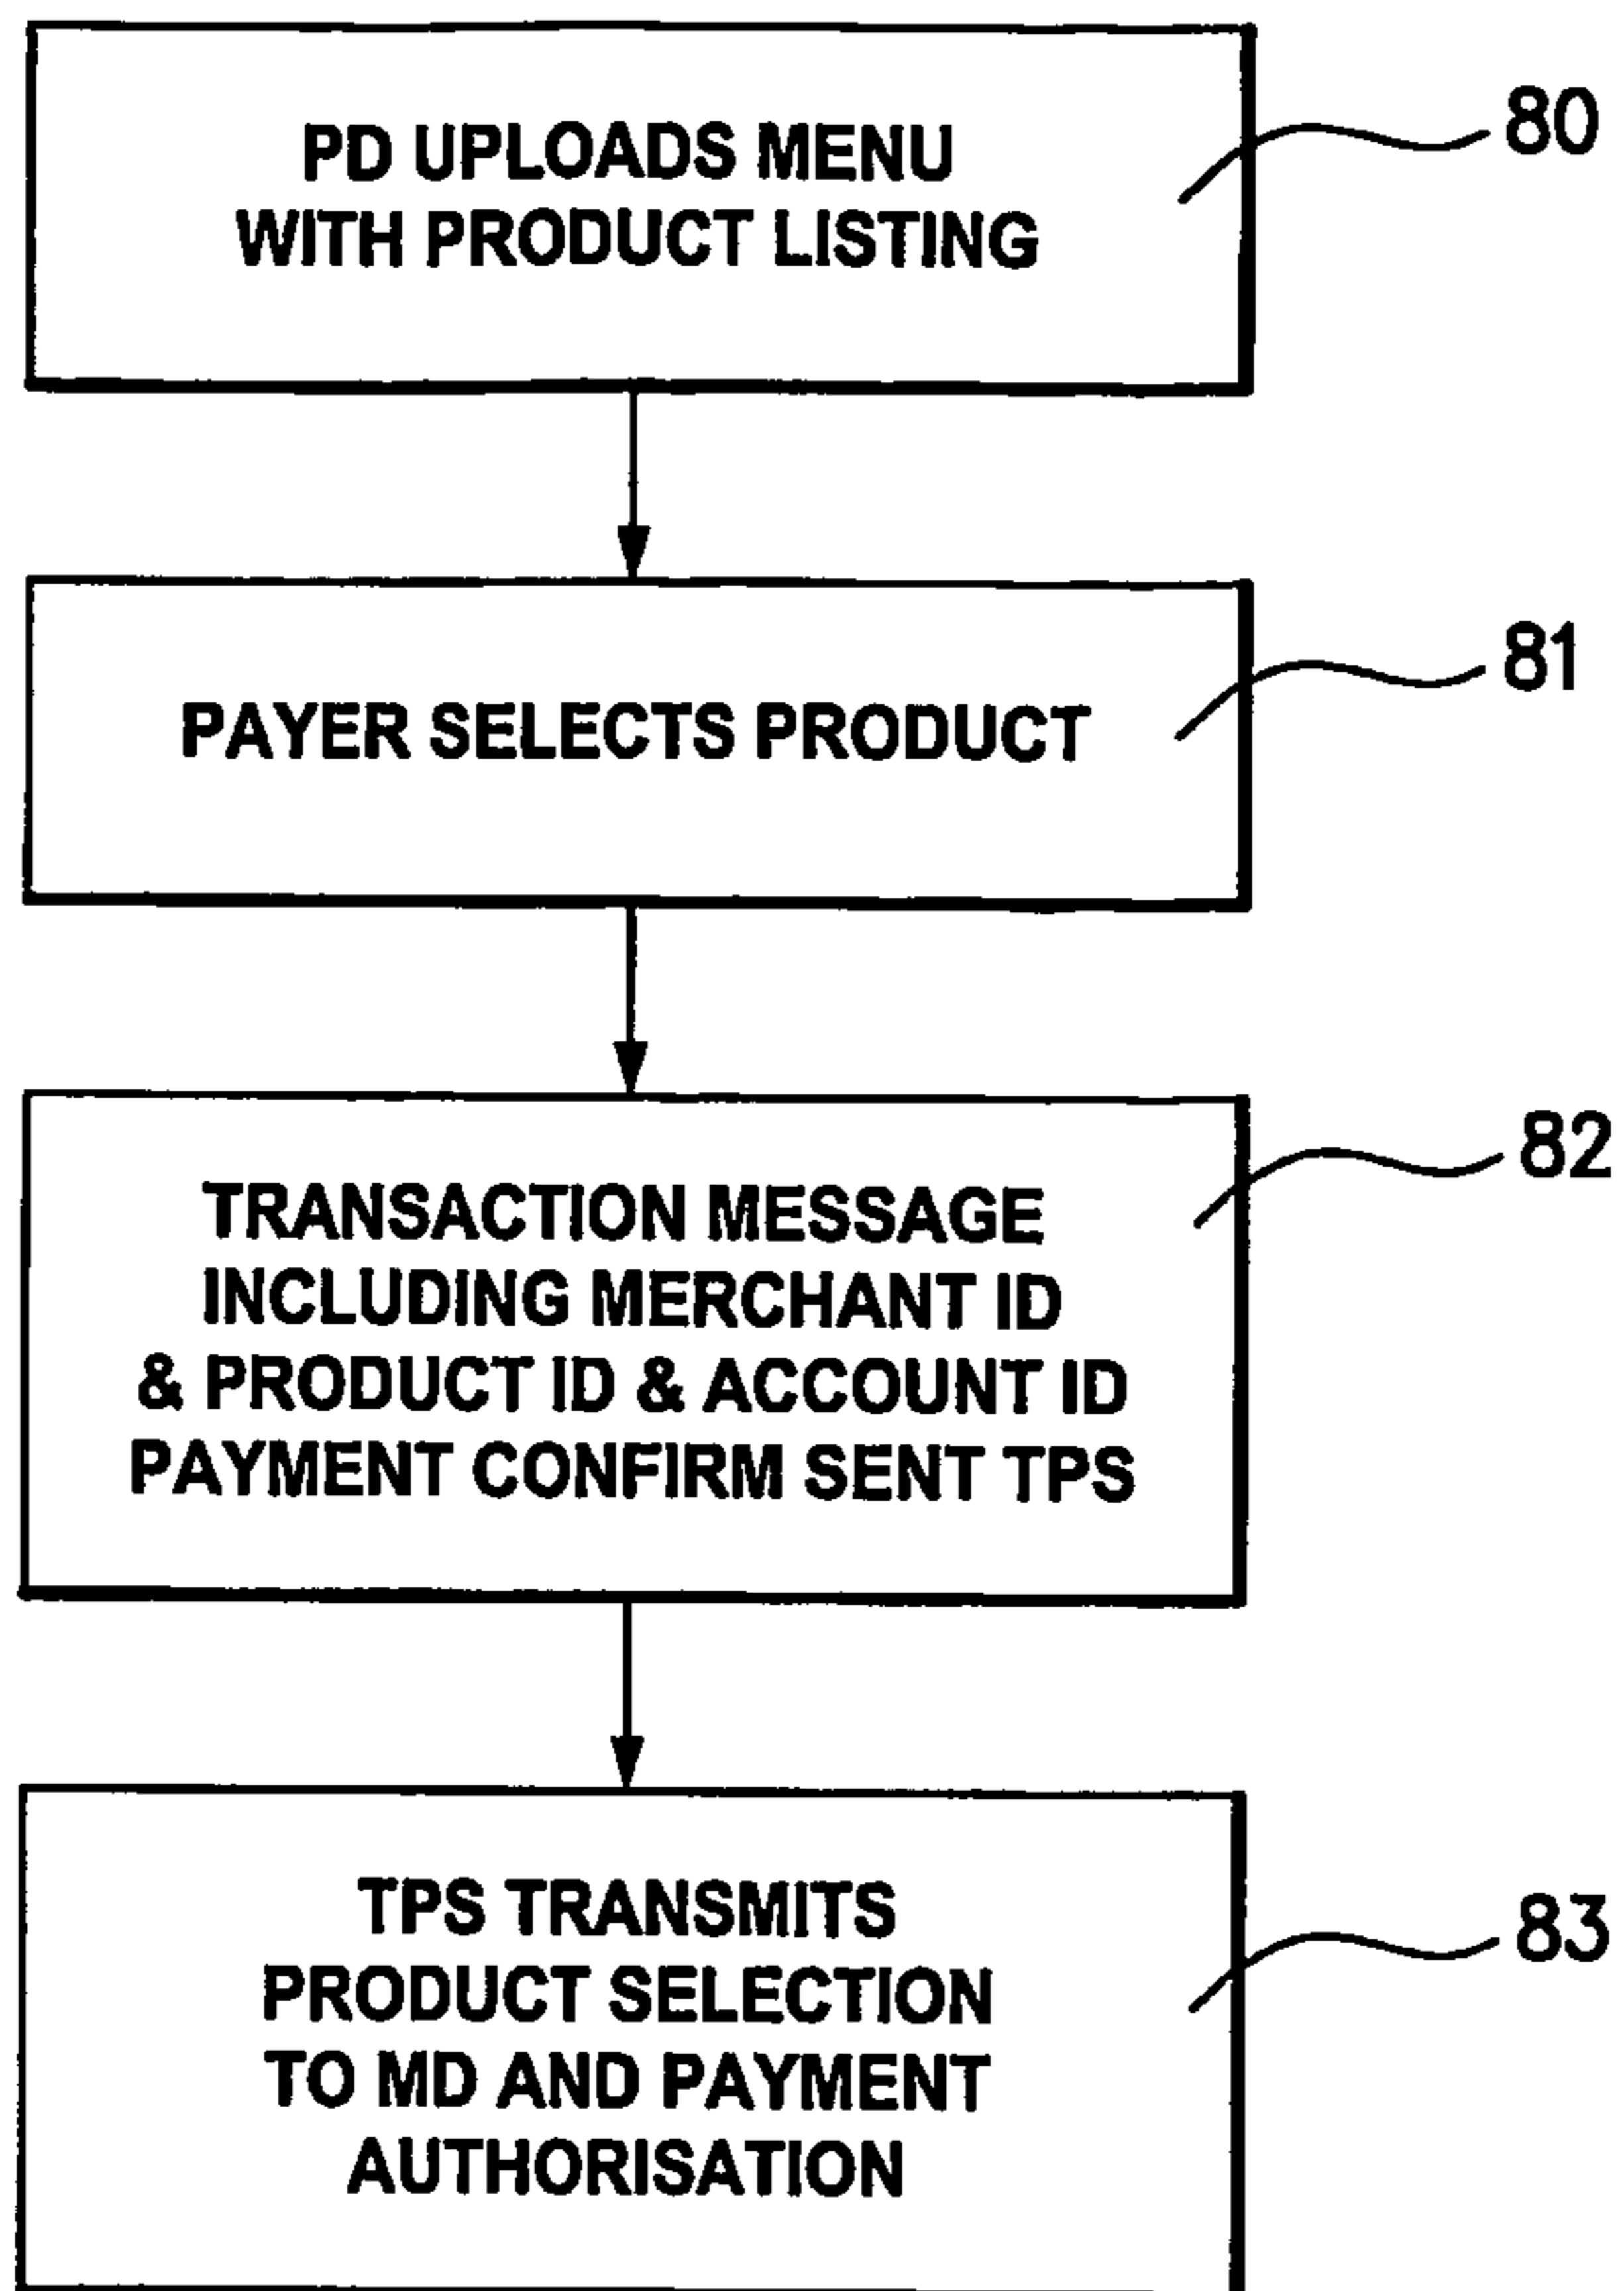 PD UPLOADS MENU
WITH PRODUCT LISTING
80
PAYER SELECTS PRODUCT
81
TRANSACTION MESSAGE
INCLUDING MERCHANT ID
& PRODUCT ID & ACCOUNT ID
PAYMENT CONFIRM SENT TPS
82
TPS TRANSMITS
PRODUCT SELECTION
TO MD AND PAYMENT
AUTHORISATION
83